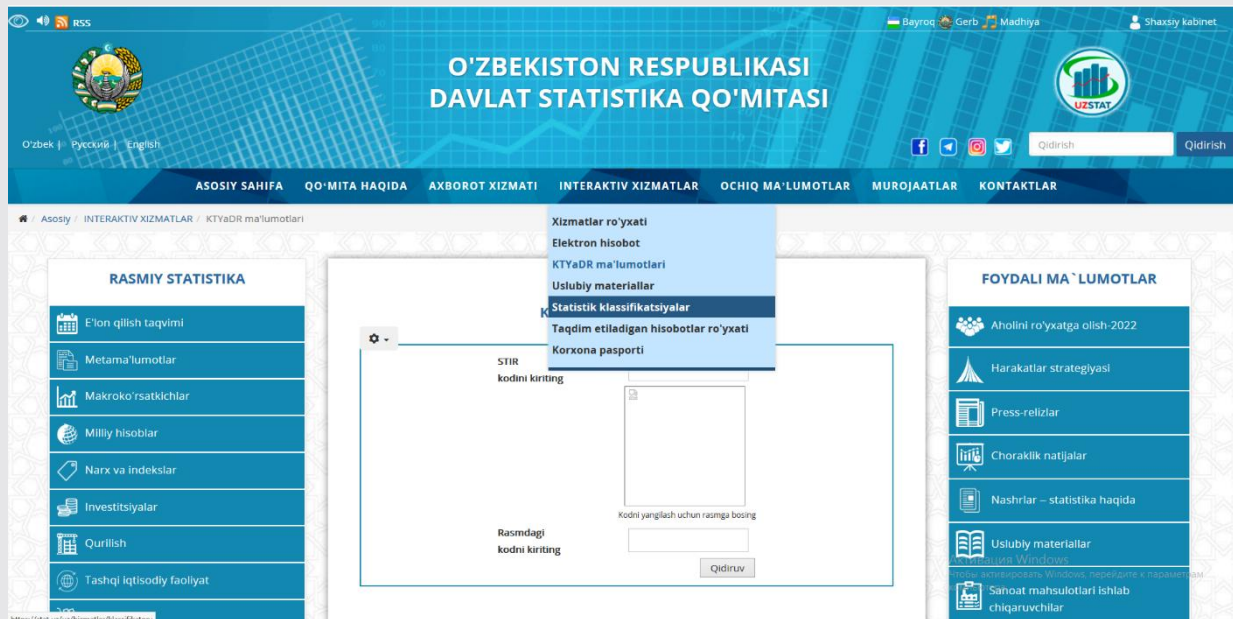 RSS
Bayroq Gerb Madhiya
Shaxsiy kabinet
O'ZBEKISTON RESPUBLIKASI
DAVLAT STATISTIKA QO'MITASI
UZSTAT
O'zbek | Русский | English
Qidirish
Qidirish
ASOSIY SAHIFA QO'MITA HAQIDA AXBOROT XIZMATI INTERAKTIV XIZMATLAR OCHIQ MA'LUMOTLAR MUROJAATLAR KONTAKTLAR
/ Asosiy / INTERAKTIV XIZMATLAR / KTYaDR ma'lumotlari
Xizmatlar ro'yxati
Elektron hisobot
KTYaDR ma'lumotlari
Uslubiy materiallar
Statistik klassifikatsiyalar
Taqdim etiladigan hisobotlar ro'yxati
Korxona pasporti
RASMIY STATISTIKA
E'lon qilish taqvimi
Metama'lumotlar
Makroko'rsatkichlar
Milliy hisoblar
Narx va indekslar
Investitsiyalar
Qurilish
Tashqi iqtisodiy faoliyat
K
STIR
kodini kiriting
Kodni yangilash uchun rasmga bosing
Rasmdagi
kodni kiriting
Qidiruv
FOYDALI MA`LUMOTLAR
Aholini ro'yxatga olish-2022
Harakatlar strategiyasi
Press-relizlar
Choraklik natijalar
Nashrlar – statistika haqida
Uslubiy materiallar
Активация Windows
Чтобы активировать Windows, перейдите к параметрам
Sanoat mahsulotlari ishlab
chiqaruvchilar